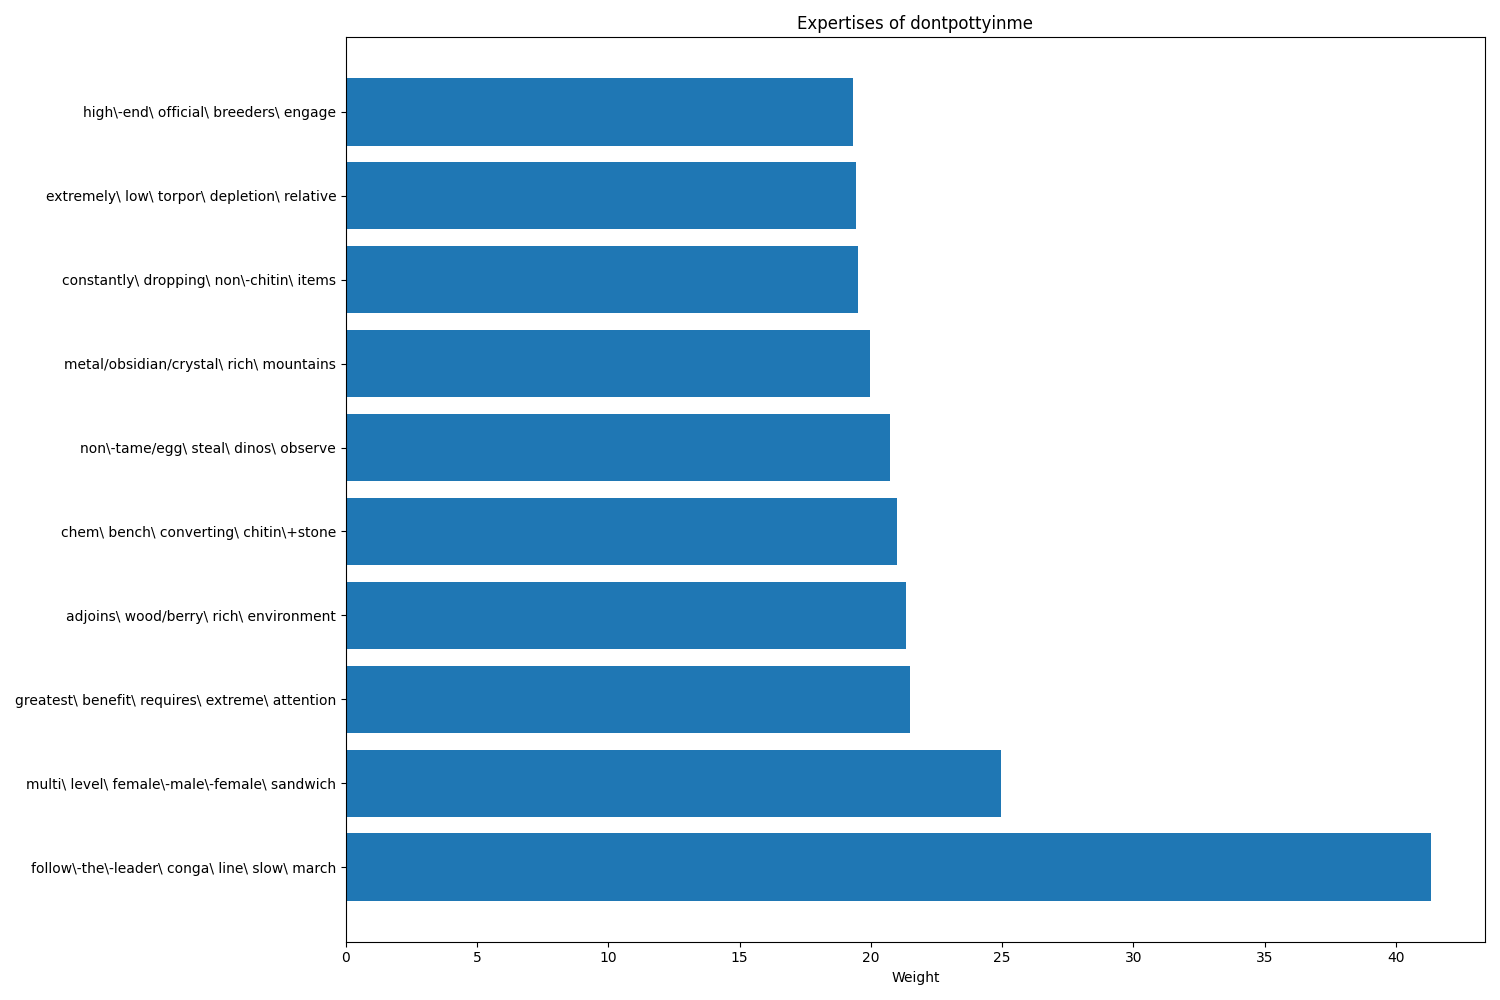 Expertises of dontpottyinme
high\-end\ official\ breeders\ engage
extremely\ low\ torpor\ depletion\ relative
constantly\ dropping\ non\-chitin\ items
metal/obsidian/crystal\ rich\ mountains
non\-tame/egg\ steal\ dinos\ observe
chem\ bench\ converting\ chitin\+stone
adjoins\ wood/berry\ rich\ environment
greatest\ benefit\ requires\ extreme\ attention
multi\ level\ female\-male\-female\ sandwich
follow\-the\-leader\ conga\ line\ slow\ march
0 5 10 15 20 25 30 35 40
Weight